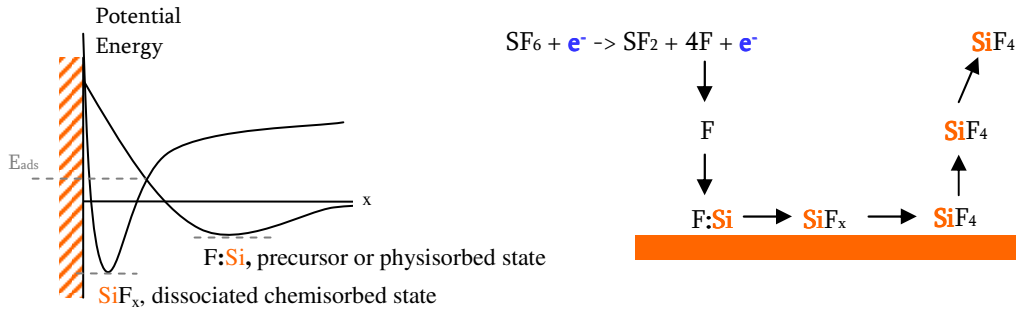 Potential
Energy
E_ads
x
F:Si, precursor or physisorbed state
SiFₓ, dissociated chemisorbed state
SF₆ + e⁻ -> SF₂ + 4F + e⁻
SiF₄
F
SiF₄
F:Si
SiFₓ
SiF₄